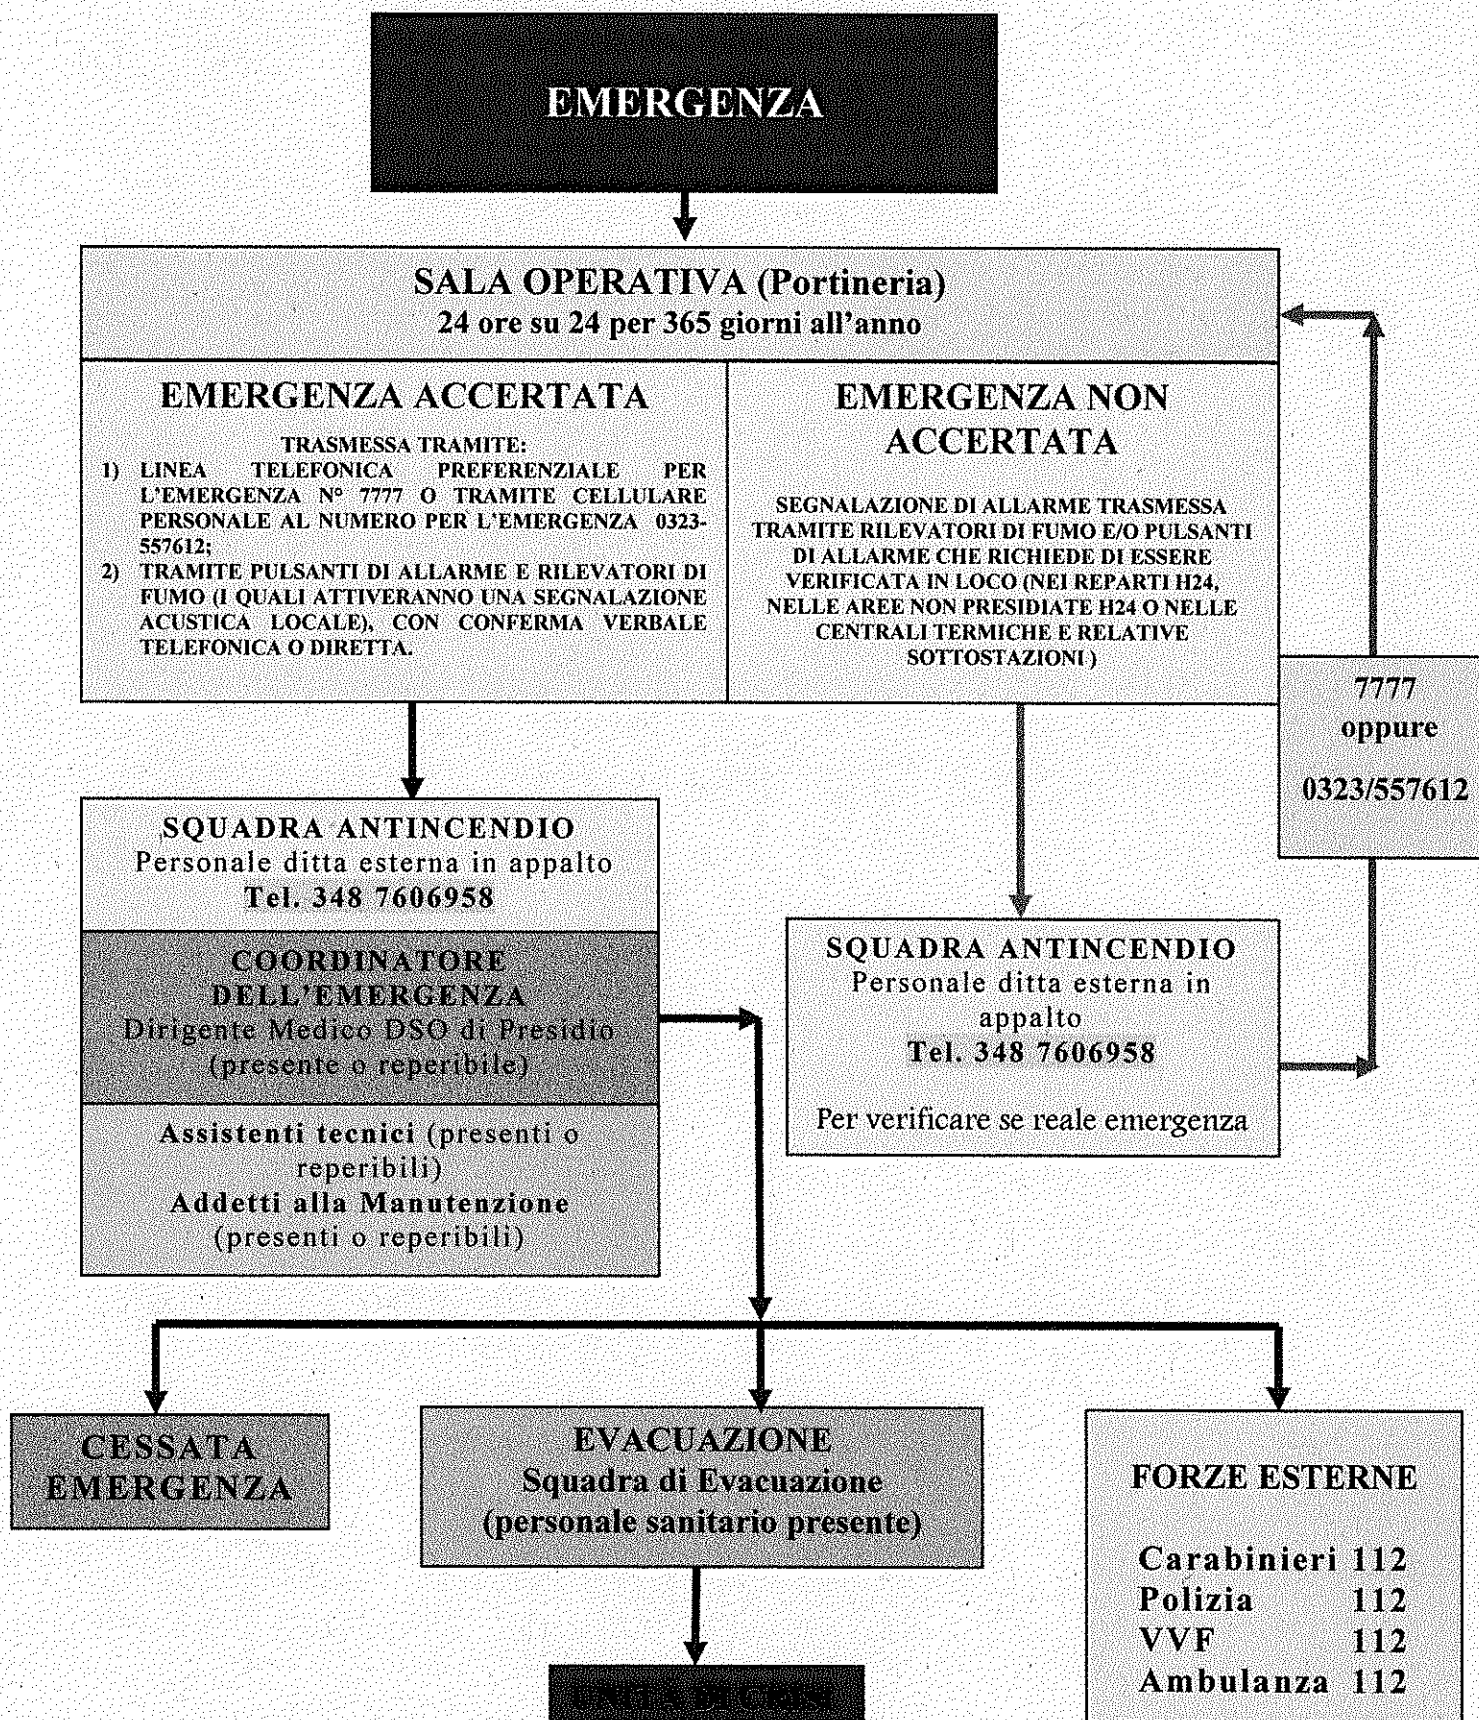 EMERGENZA
SALA OPERATIVA (Portineria)
24 ore su 24 per 365 giorni all'anno
EMERGENZA ACCERTATA
TRASMESSA TRAMITE:
1) LINEA TELEFONICA PREFERENZIALE PER
L'EMERGENZA N° 7777 O TRAMITE CELLULARE
PERSONALE AL NUMERO PER L'EMERGENZA 0323-
557612;
2) TRAMITE PULSANTI DI ALLARME E RILEVATORI DI
FUMO (I QUALI ATTIVERANNO UNA SEGNALAZIONE
ACUSTICA LOCALE), CON CONFERMA VERBALE
TELEFONICA O DIRETTA.
EMERGENZA NON
ACCERTATA
SEGNALAZIONE DI ALLARME TRASMESSA
TRAMITE RILEVATORI DI FUMO E/O PULSANTI
DI ALLARME CHE RICHIEDE DI ESSERE
VERIFICATA IN LOCO (NEI REPARTI H24,
NELLE AREE NON PRESIDIATE H24 O NELLE
CENTRALI TERMICHE E RELATIVE
SOTTOSTAZIONI )
7777
oppure
0323/557612
SQUADRA ANTINCENDIO
Personale ditta esterna in appalto
Tel. 348 7606958
COORDINATORE
DELL'EMERGENZA
Dirigente Medico DSO di Presidio
(presente o reperibile)
Assistenti tecnici (presenti o
reperibili)
Addetti alla Manutenzione
(presenti o reperibili)
SQUADRA ANTINCENDIO
Personale ditta esterna in
appalto
Tel. 348 7606958
Per verificare se reale emergenza
CESSATA
EMERGENZA
EVACUAZIONE
Squadra di Evacuazione
(personale sanitario presente)
FORZE ESTERNE
Carabinieri 112
Polizia 112
VVF 112
Ambulanza 112
UNITA DI CRISI